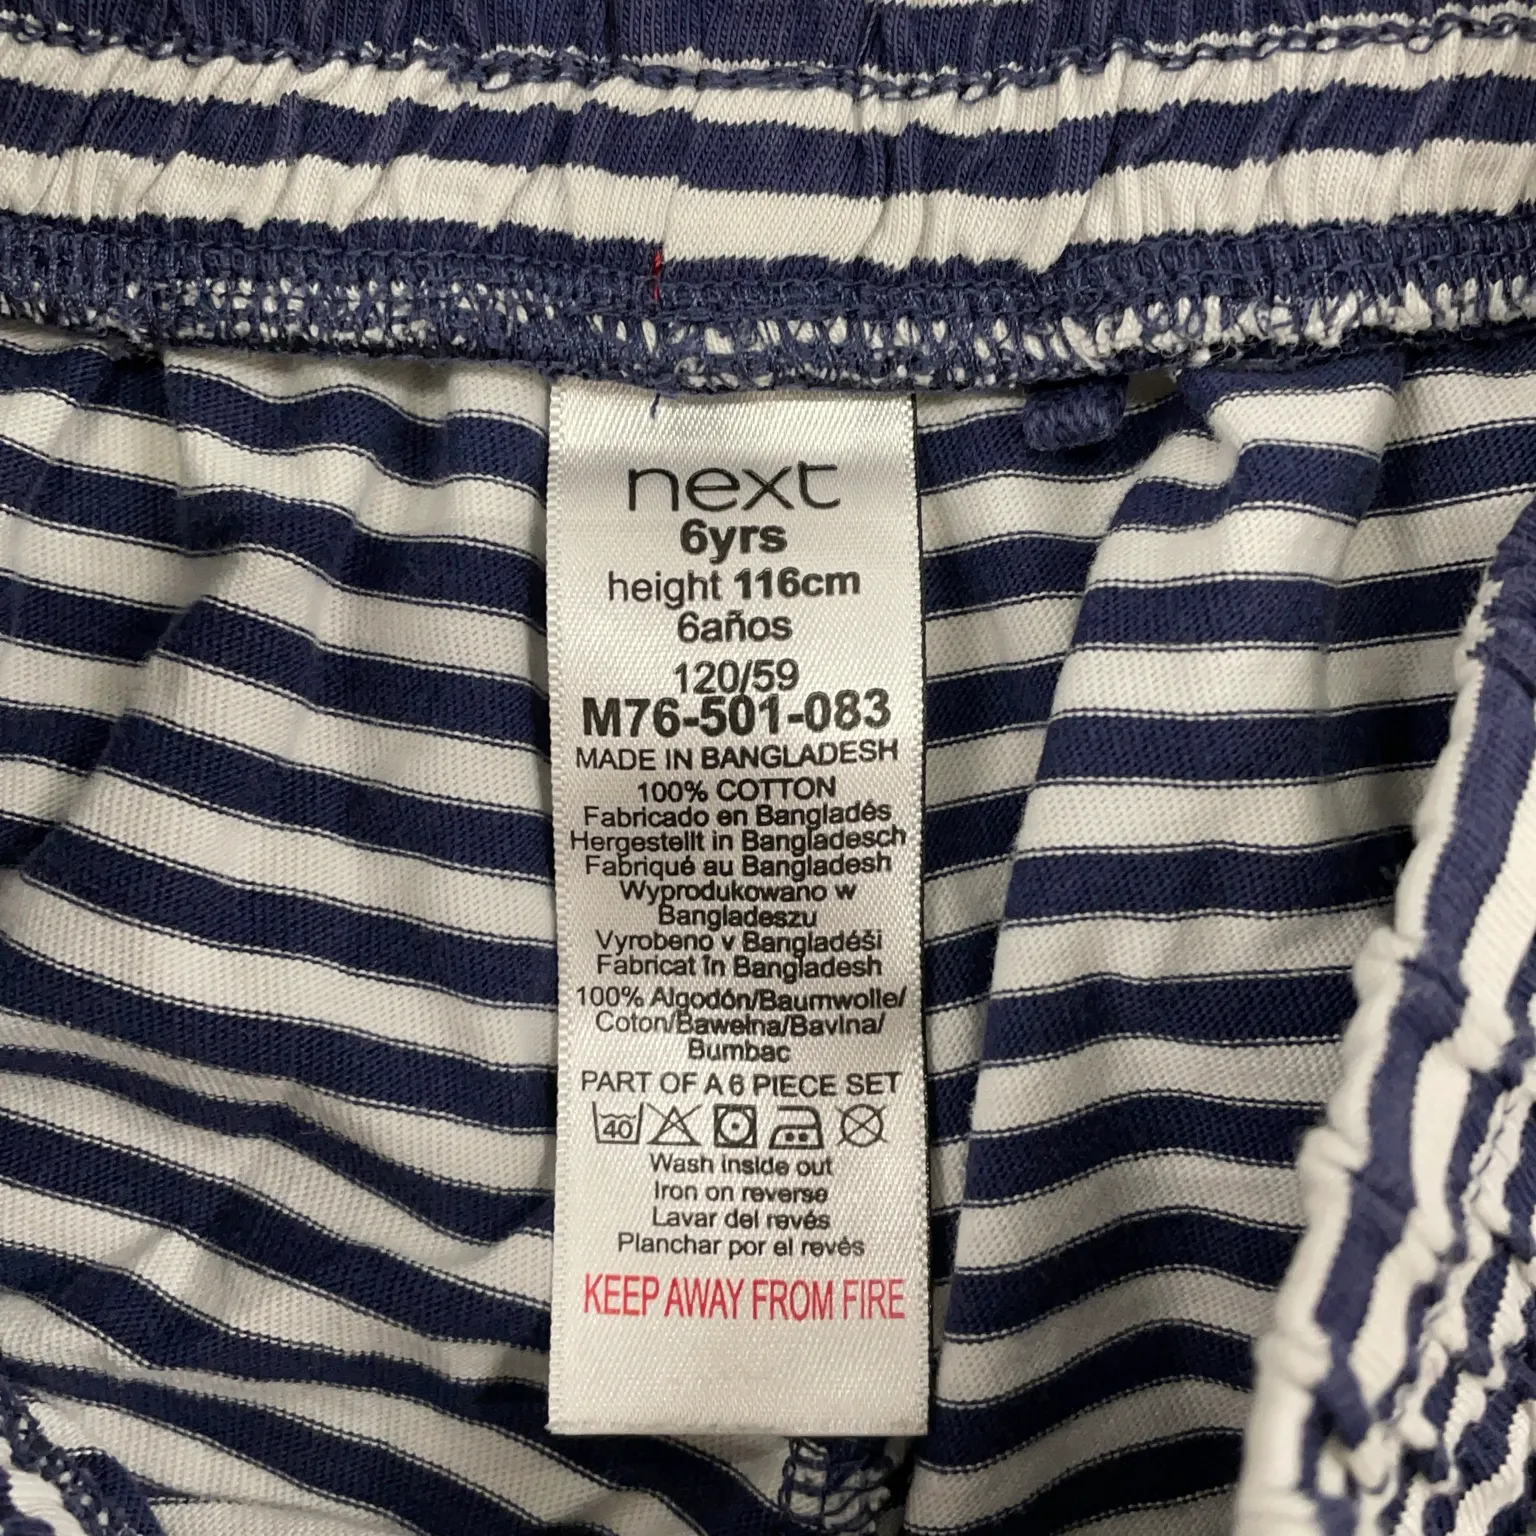 next
6yrs
height 116cm
6años
120/59
M76-501-083
MADE IN BANGLADESH
100% COTTON
Fabricado en Bangladés
Hergestellt in Bangladesch
Fabriqué au Bangladesh
Wyprodukowano w
Bangladeszu
Vyrobeno v Bangladéši
Fabricat în Bangladesh
100% Algodón/Baumwolle/
Coton/Bawełna/Bavlna/
Bumbac
PART OF A 6 PIECE SET
40
Wash inside out
Iron on reverse
Lavar del revés
Planchar por el revés
KEEP AWAY FROM FIRE